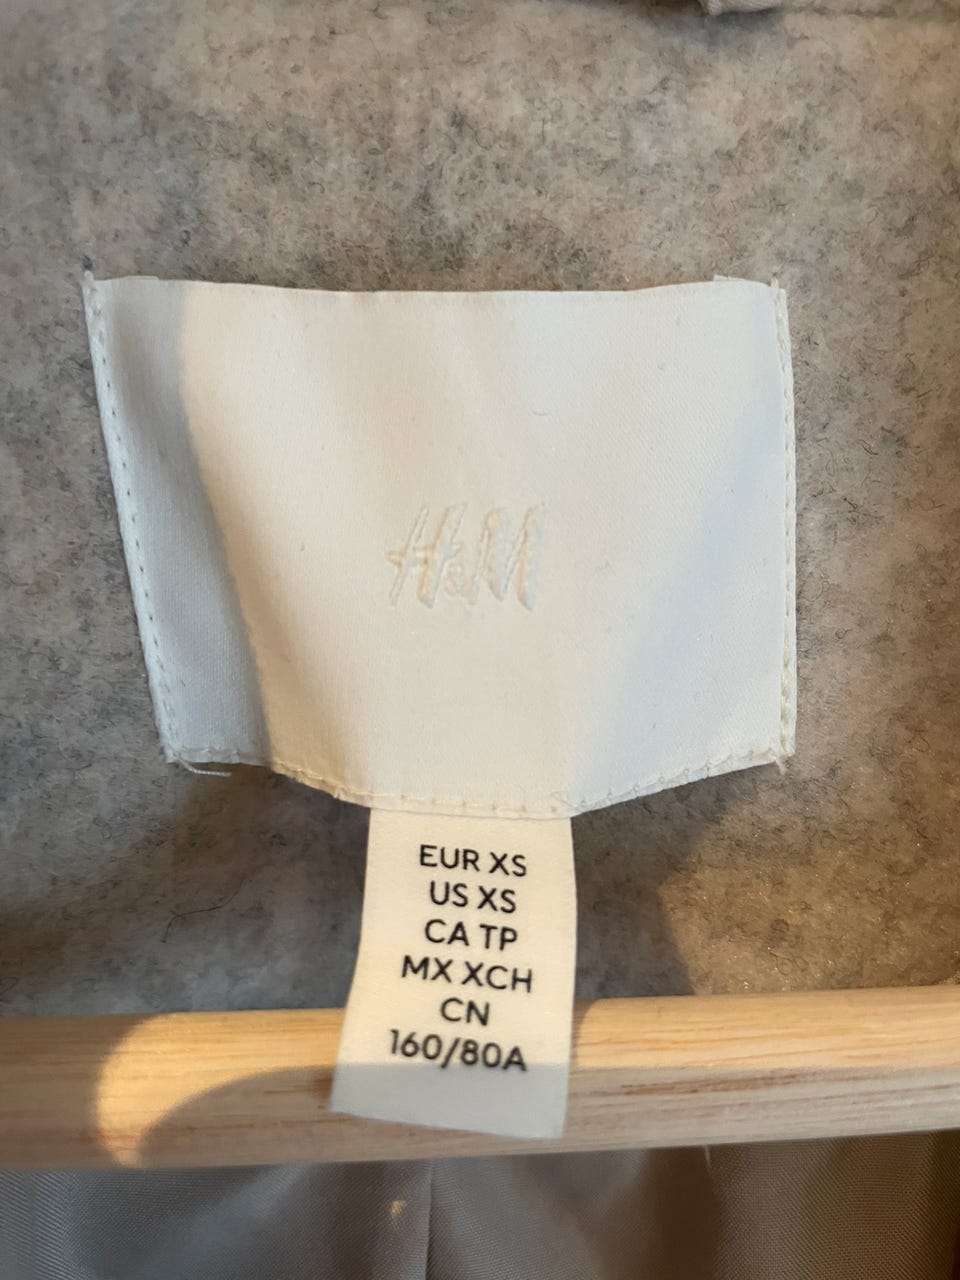 H&M
EUR XS
US XS
CA TP
MX XCH
CN
160/80A